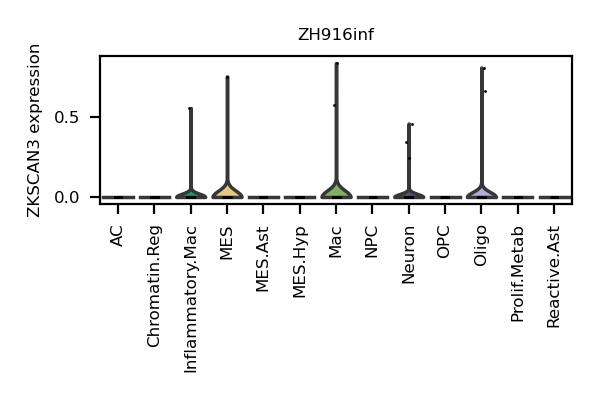 ZH916inf
ZKSCAN3 expression
0.5
0.0
AC
Chromatin.Reg
Inflammatory.Mac
MES
MES.Ast
MES.Hyp
Mac
NPC
Neuron
OPC
Oligo
Prolif.Metab
Reactive.Ast